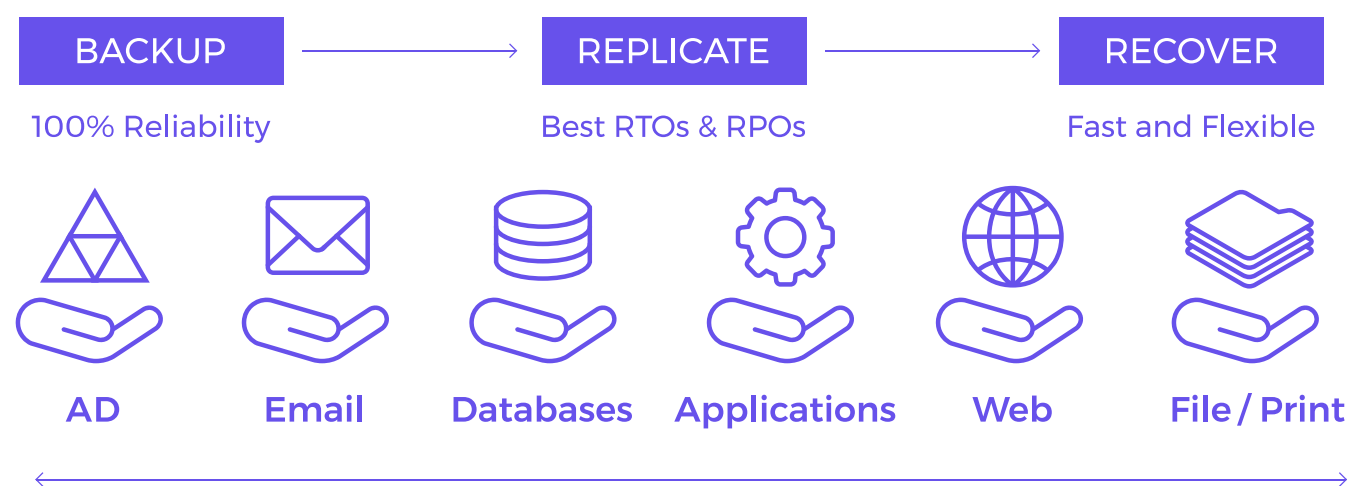 BACKUP
REPLICATE
RECOVER
100% Reliability
Best RTOs & RPOs
Fast and Flexible
AD
Email
Databases
Applications
Web
File / Print